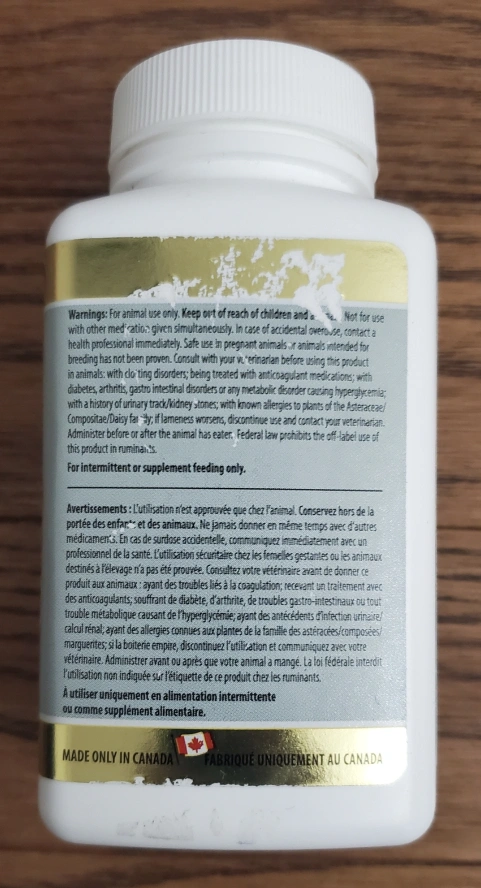 Warnings: For animal use only. Keep out of reach of children and Not for use
with other medication given simultaneously. In case of accidental overdose, contact a
health professional immediately. Safe use in pregnant animals or animals intended for
breeding has not been proven. Consult with your veterinarian before using this product
in animals: with clotting disorders; being treated with anticoagulant medications; with
diabetes, arthritis, gastro intestinal disorders or any metabolic disorder causing hyperglycemia;
with a history of urinary track/kidney stones; with known allergies to plants of the Asteraceae/
Compositae/Daisy family; if lameness worsens, discontinue use and contact your veterinarian.
Administer before or after the animal has eaten. Federal law prohibits the off-label use of
this product in ruminants.
For intermittent or supplement feeding only.
Avertissements : L'utilisation n'est approuvée que chez l'animal. Conservez hors de la
portée des enfants et des animaux. Ne jamais donner en même temps avec d'autres
médicaments. En cas de surdose accidentelle, communiquez immédiatement avec un
professionnel de la santé. L'utilisation sécuritaire chez les femelles gestantes ou les animaux
destinés à l'élevage n'a pas été prouvée. Consultez votre vétérinaire avant de donner ce
produit aux animaux : ayant des troubles liés à la coagulation; recevant un traitement avec
des anticoagulants; souffrant de diabète, d'arthrite, de troubles gastro-intestinaux ou tout
trouble métabolique causant de l'hyperglycémie; ayant des antécédents d'infection urinaire/
calcul rénal; ayant des allergies connues aux plantes de la famille des astéracées/composées/
marguerites; si la boiterie empire, discontinuez l'utilisation et communiquez avec votre
vétérinaire. Administrer avant ou après que votre animal a mangé. La loi fédérale interdit
l'utilisation non indiquée sur l'étiquette de ce produit chez les ruminants.
À utiliser uniquement en alimentation intermittente
ou comme supplément alimentaire.
MADE ONLY IN CANADA FABRIQUÉ UNIQUEMENT AU CANADA